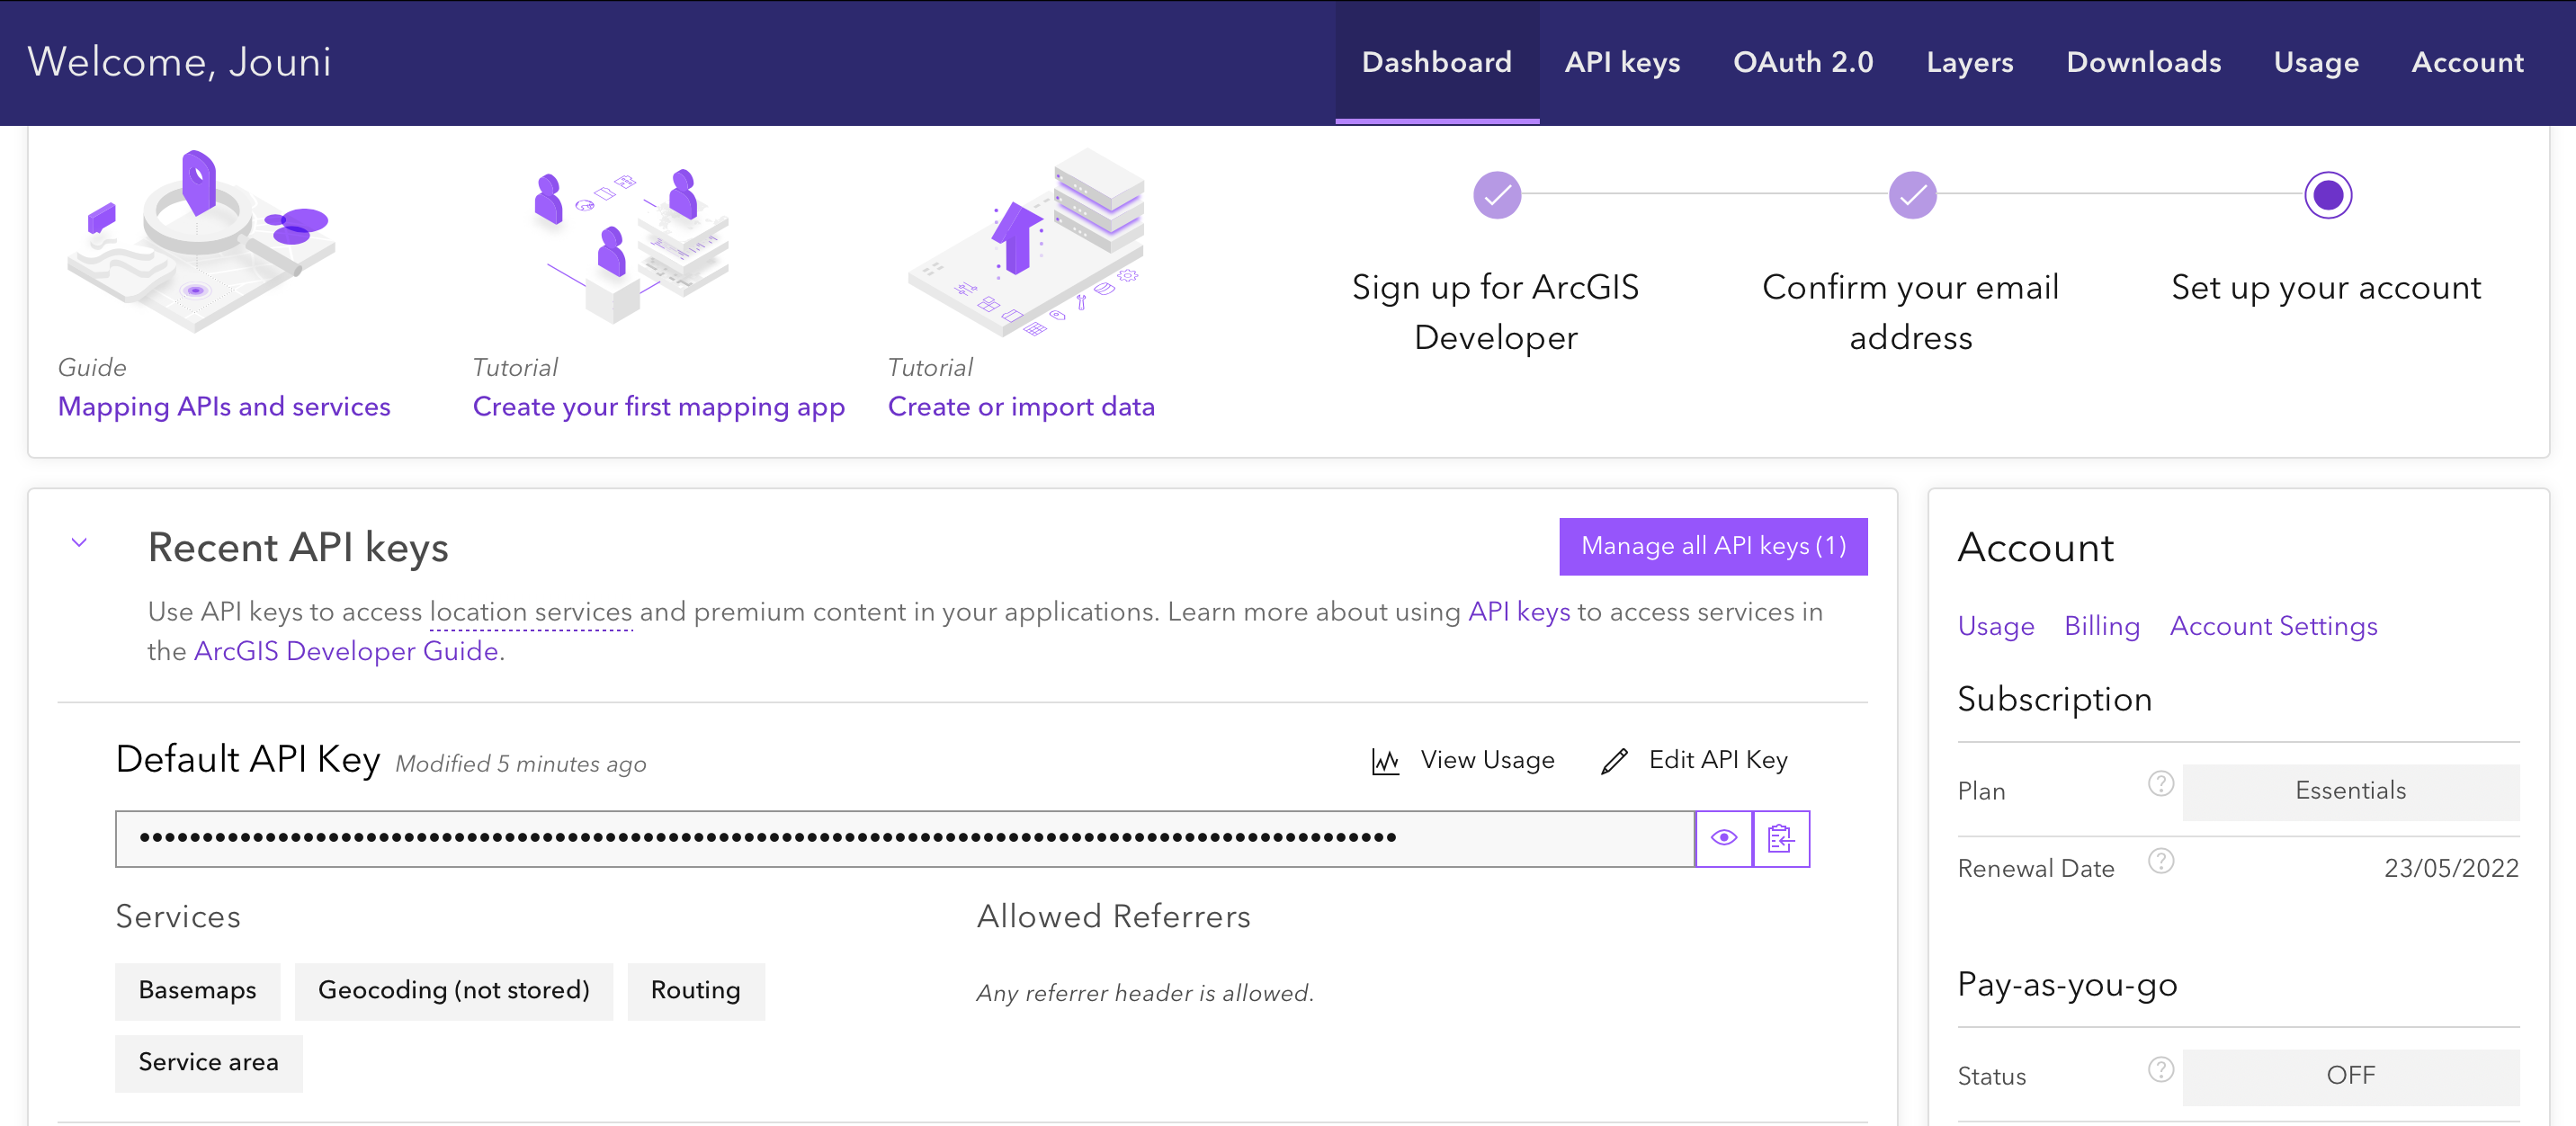 Welcome, Jouni
Dashboard
API keys
OAuth 2.0
Layers
Downloads
Usage
Account
Guide
Mapping APIs and services
Tutorial
Create your first mapping app
Tutorial
Create or import data
Sign up for ArcGIS
Developer
Confirm your email
address
Set up your account
Recent API keys
Manage all API keys (1)
Use API keys to access location services and premium content in your applications. Learn more about using API keys to access services in
the ArcGIS Developer Guide.
Default API Key Modified 5 minutes ago
View Usage
Edit API Key
Services
Basemaps
Geocoding (not stored)
Routing
Service area
Allowed Referrers
Any referrer header is allowed.
Account
Usage
Billing
Account Settings
Subscription
Plan
Essentials
Renewal Date
23/05/2022
Pay-as-you-go
Status
OFF